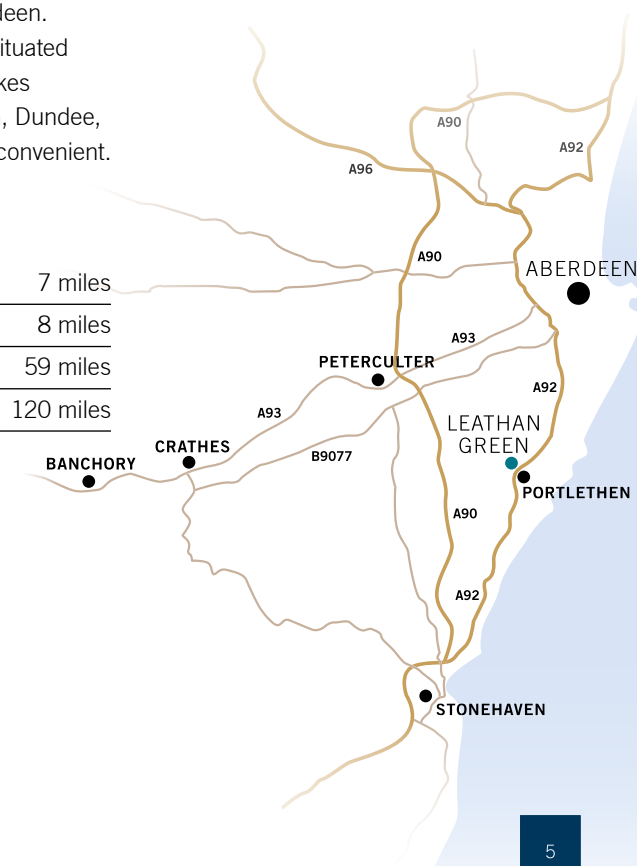 deen.
ituated
kes
, Dundee,
convenient.
7 miles
8 miles
59 miles
120 miles
A90
A92
A96
A90
ABERDEEN
A93
PETERCULTER
A92
A93
LEATHAN
GREEN
CRATHES
B9077
BANCHORY
PORTLETHEN
A90
A92
STONEHAVEN
5